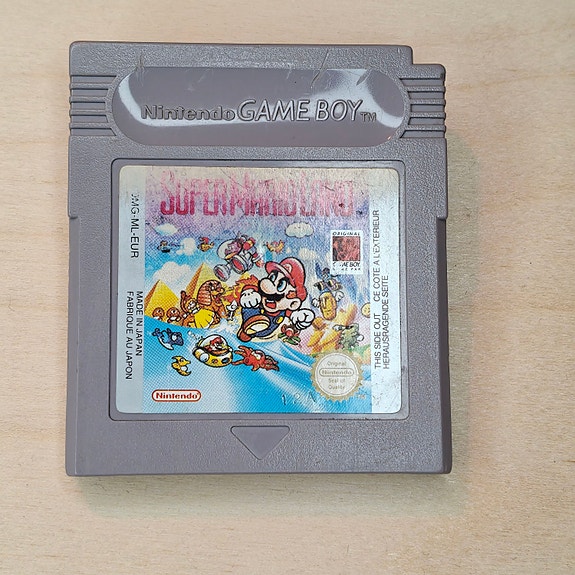 Nintendo GAME BOY TM
SUPER MARIO LAND
DMG-ML-EUR
MADE IN JAPAN
FABRIQUÉ AU JAPON
ORIGINAL
GAME BOY
THIS SIDE OUT CE COTE A L'EXTERIEUR
HERAUSRAGENDE SEITE
Nintendo
Original
Nintendo
Seal of
Quality